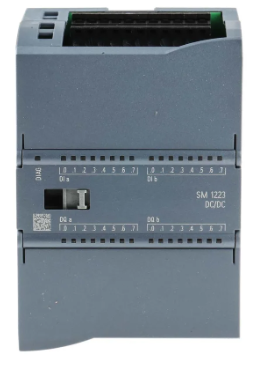 DIAG
.0 .1 .2 .3 .4 .5 .6 .7 .0 .1 .2 .3 .4 .5 .6 .7
DI a DI b
SM 1223
DC/DC
DQ a DQ b
.0 .1 .2 .3 .4 .5 .6 .7 .0 .1 .2 .3 .4 .5 .6 .7